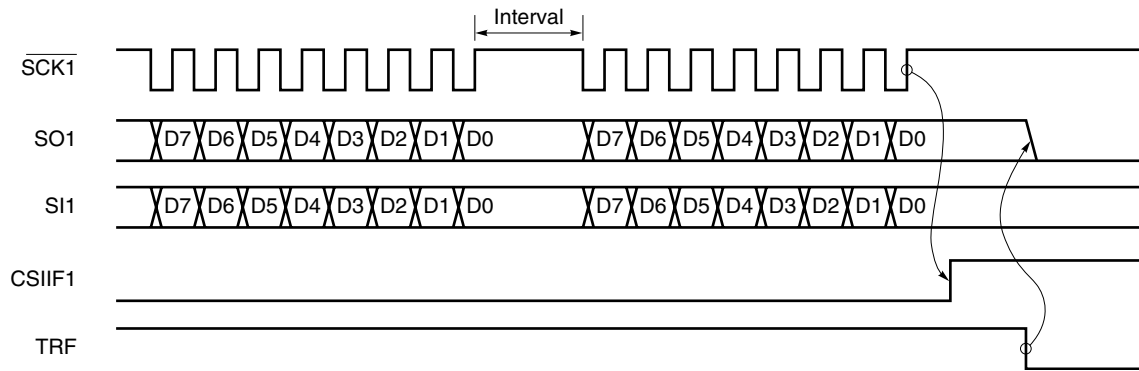 Interval
SCK1
SO1 D7 D6 D5 D4 D3 D2 D1 D0 D7 D6 D5 D4 D3 D2 D1 D0
SI1 D7 D6 D5 D4 D3 D2 D1 D0 D7 D6 D5 D4 D3 D2 D1 D0
CSIIF1
TRF